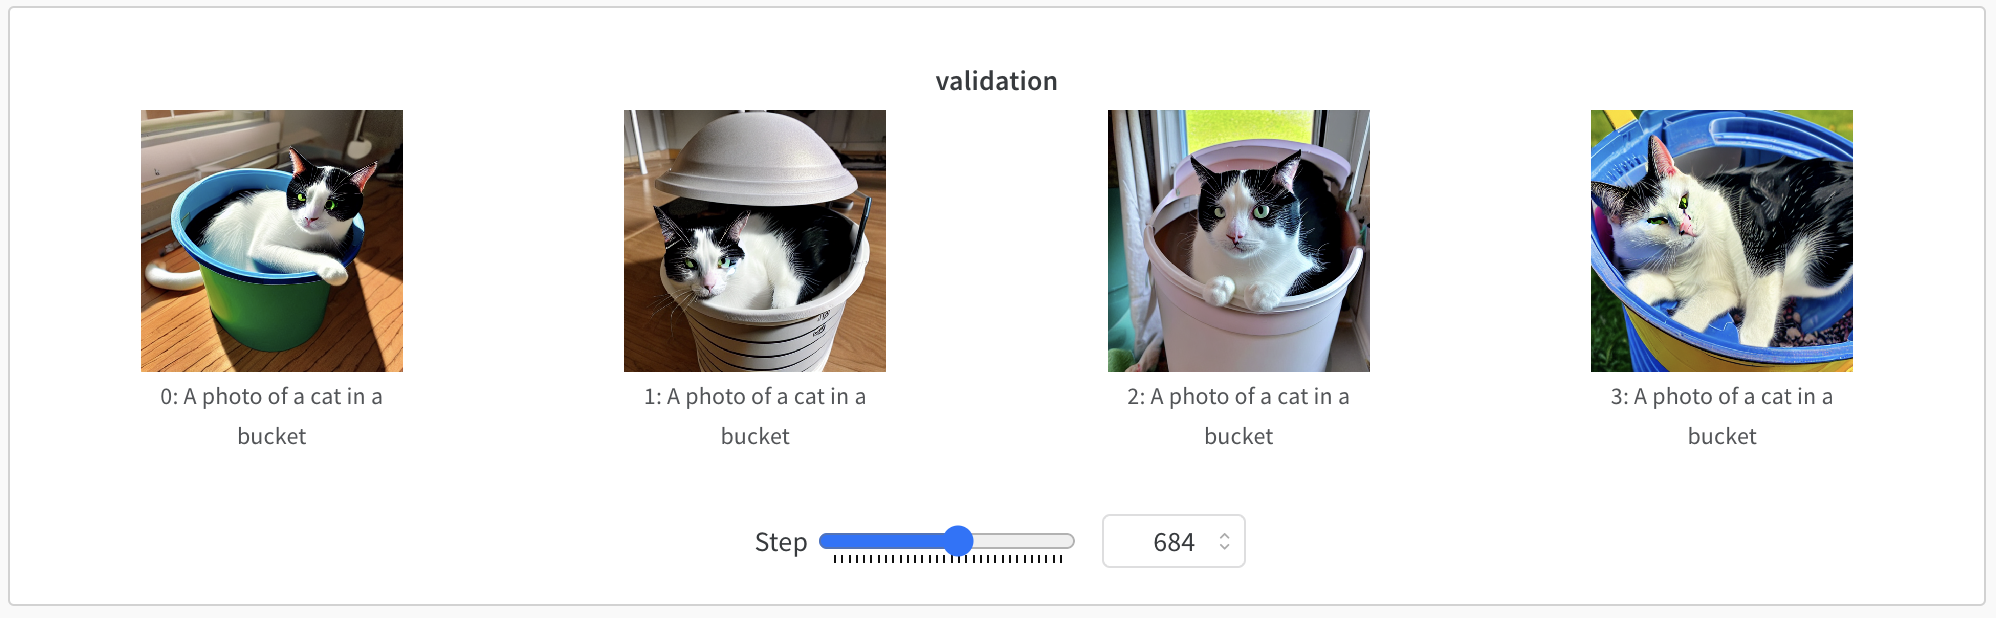 validation
0: A photo of a cat in a
bucket
1: A photo of a cat in a
bucket
2: A photo of a cat in a
bucket
3: A photo of a cat in a
bucket
Step
684